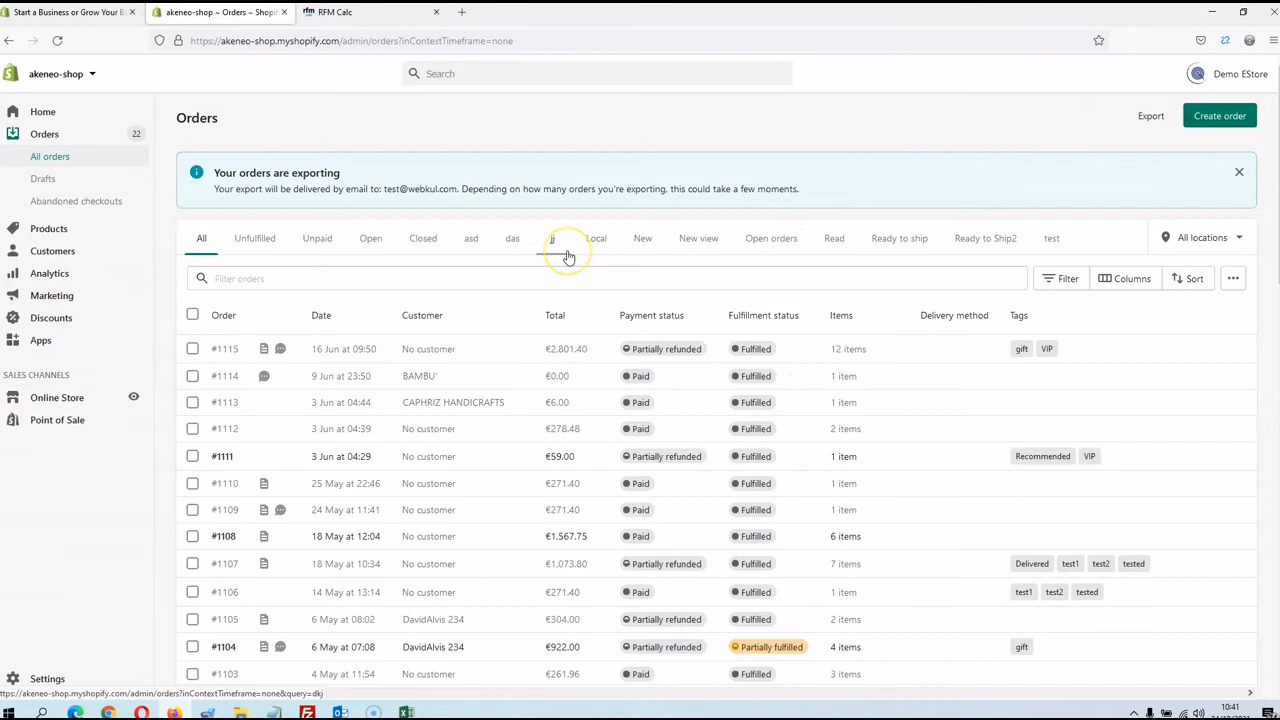 Start a Business or Grow Your B
akeneo-shop ~ Orders ~ Shopif
RFM Calc
https://akeneo-shop.myshopify.com/admin/orders?inContextTimeframe=none
akeneo-shop
Search
Demo EStore
Home
Orders
22
All orders
Drafts
Abandoned checkouts
Products
Customers
Analytics
Marketing
Discounts
Apps
SALES CHANNELS
Online Store
Point of Sale
Settings
Orders
Export
Create order
Your orders are exporting
Your export will be delivered by email to: test@webkul.com. Depending on how many orders you're exporting, this could take a few moments.
All Unfulfilled Unpaid Open Closed asd das jj Local New New view Open orders Read Ready to ship Ready to Ship2 test
All locations
Filter orders
Filter
Columns
Sort
Order Date Customer Total Payment status Fulfillment status Items Delivery method Tags
#1115 16 Jun at 09:50 No customer €2.801.40 Partially refunded Fulfilled 12 items gift VIP
#1114 9 Jun at 23:50 BAMBU' €0.00 Paid Fulfilled 1 item
#1113 3 Jun at 04:44 CAPHRIZ HANDICRAFTS €6.00 Paid Fulfilled 1 item
#1112 3 Jun at 04:39 No customer €278.48 Paid Fulfilled 2 items
#1111 3 Jun at 04:29 No customer €59.00 Partially refunded Fulfilled 1 item Recommended VIP
#1110 25 May at 22:46 No customer €271.40 Paid Fulfilled 1 item
#1109 24 May at 11:41 No customer €271.40 Paid Fulfilled 1 item
#1108 18 May at 12:04 No customer €1,567.75 Paid Fulfilled 6 items
#1107 18 May at 10:34 No customer €1,073.80 Partially refunded Fulfilled 7 items Delivered test1 test2 tested
#1106 14 May at 13:14 No customer €271.40 Paid Fulfilled 1 item test1 test2 tested
#1105 6 May at 08:02 DavidAlvis 234 €304.00 Partially refunded Fulfilled 2 items
#1104 6 May at 07:08 DavidAlvis 234 €922.00 Partially refunded Partially fulfilled 4 items gift
#1103 4 May at 11:54 No customer €261.96 Paid Fulfilled 3 items
https://akeneo-shop.myshopify.com/admin/orders?inContextTimeframe=none&query=dkj
10:41